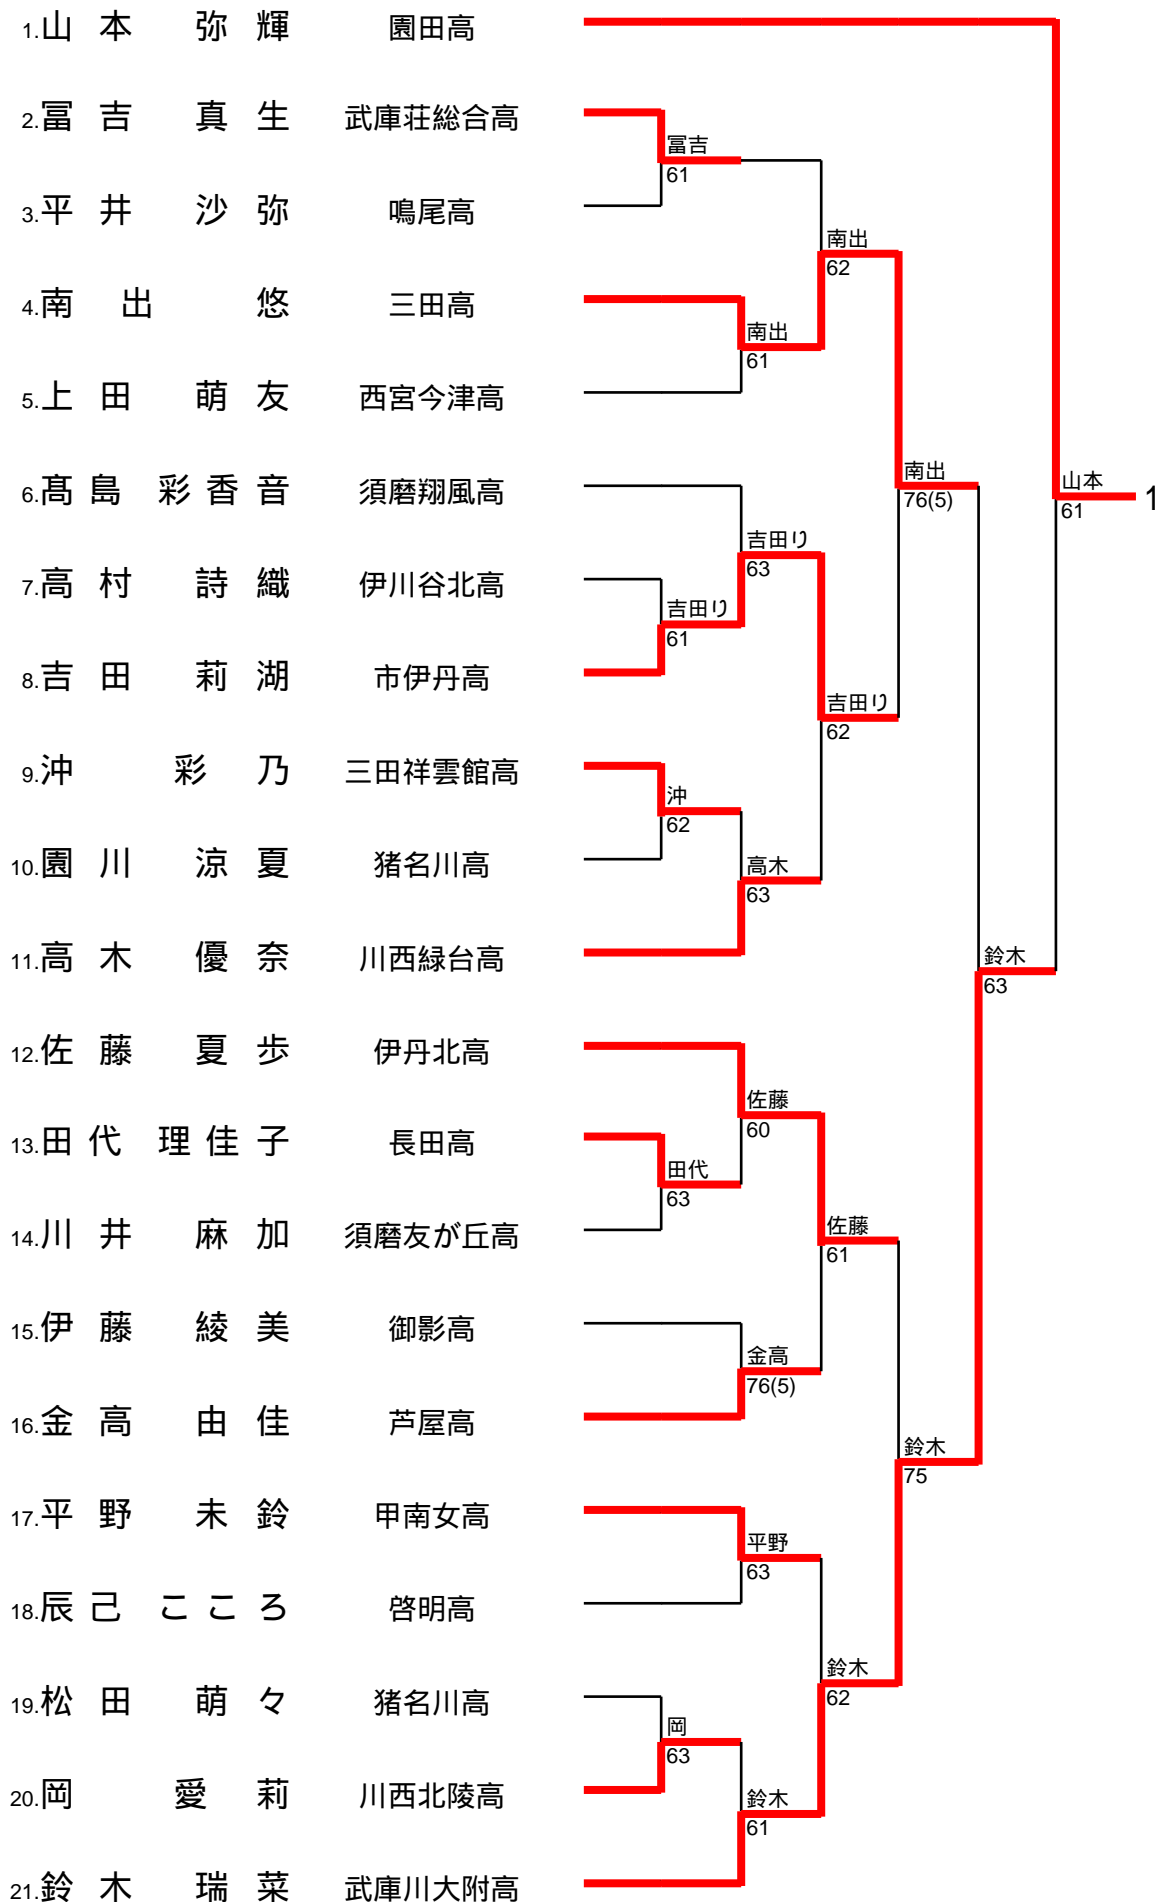 1.山本 弥輝 園田高
2.冨吉 真生 武庫荘総合高
冨吉
61
3.平井 沙弥 鳴尾高
南出
62
4.南出 悠 三田高
南出
61
5.上田 萌友 西宮今津高
6.髙島 彩香音 須磨翔風高
南出
76(5)
山本
61
1
吉田り
63
7.高村 詩織 伊川谷北高
吉田り
61
8.吉田 莉湖 市伊丹高
吉田り
62
9.沖 彩乃 三田祥雲館高
沖
62
10.園川 涼夏 猪名川高
高木
63
11.高木 優奈 川西緑台高
鈴木
63
12.佐藤 夏歩 伊丹北高
佐藤
60
13.田代 理佳子 長田高
田代
63
14.川井 麻加 須磨友が丘高
佐藤
61
15.伊藤 綾美 御影高
金高
76(5)
16.金高 由佳 芦屋高
鈴木
75
17.平野 未鈴 甲南女高
平野
63
18.辰己 こころ 啓明高
鈴木
62
19.松田 萌々 猪名川高
岡
63
20.岡 愛莉 川西北陵高
鈴木
61
21.鈴木 瑞菜 武庫川大附高